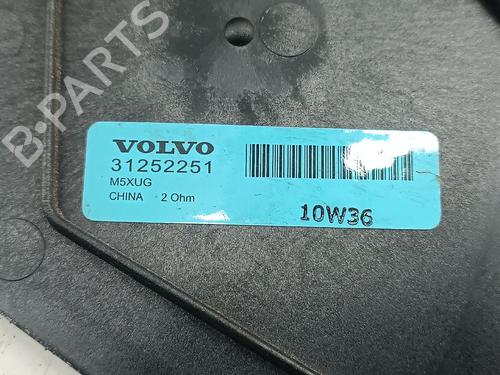 B-PARTS
VOLVO
31252251
M5XUG
CHINA 2 Ohm
10W36